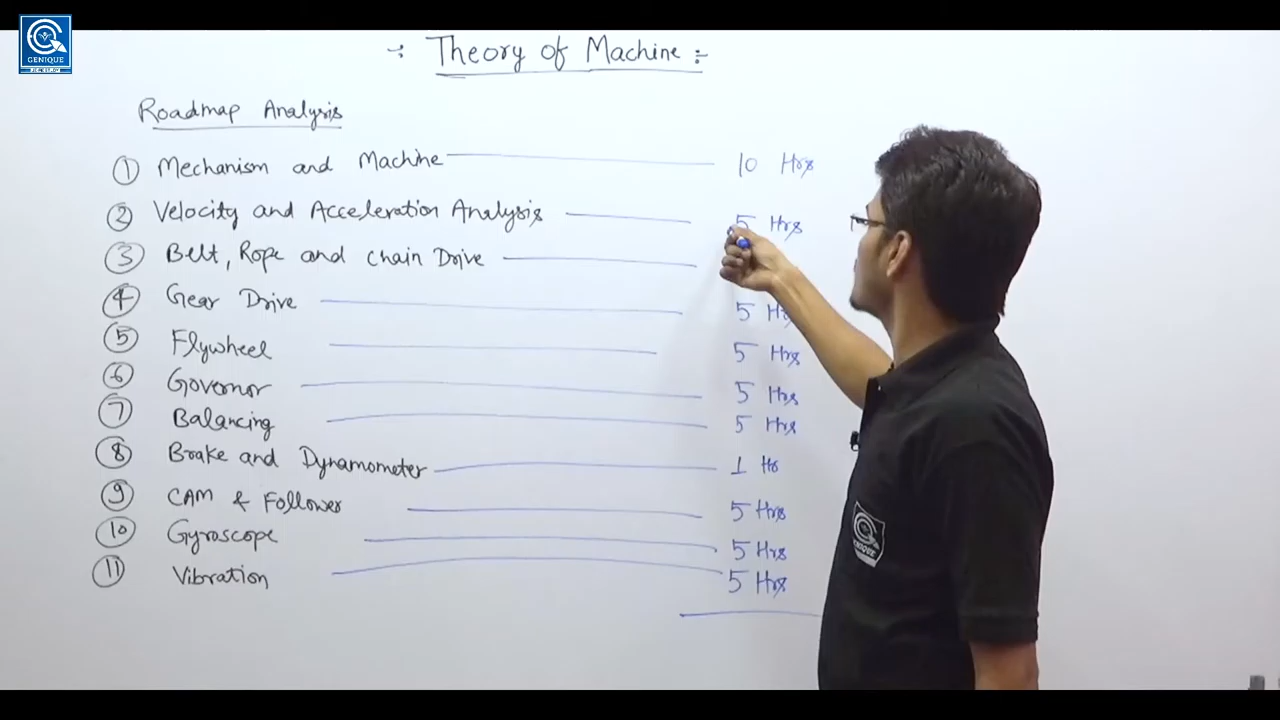 GENIQUE
-: Theory of Machine :-
Roadmap Analysis
① Mechanism and Machine 10 Hrs
② Velocity and Acceleration Analysis 5 Hrs
③ Belt, Rope and chain Drive
④ Gear Drive 5 Hrs
⑤ Flywheel 5 Hrs
⑥ Governor 5 Hrs
⑦ Balancing 5 Hrs
⑧ Brake and Dynamometer 1 Hr
⑨ CAM & Follower 5 Hrs
⑩ Gyroscope 5 Hrs
⑪ Vibration 5 Hrs
GENIQUE